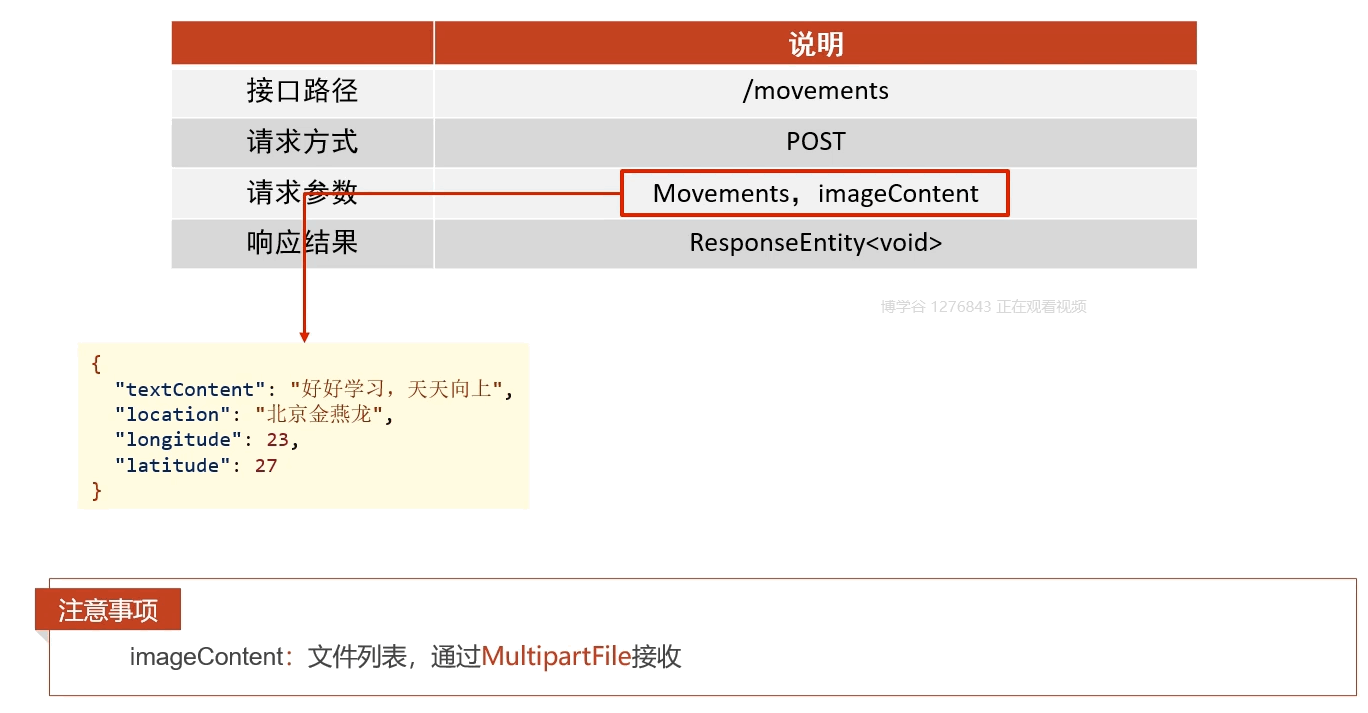 说明
接口路径 /movements
请求方式 POST
请求参数 Movements，imageContent
响应结果 ResponseEntity<void>
博学谷 1276843 正在观看视频
{
"textContent": "好好学习，天天向上",
"location": "北京金燕龙",
"longitude": 23,
"latitude": 27
}
注意事项
imageContent：文件列表，通过MultipartFile接收